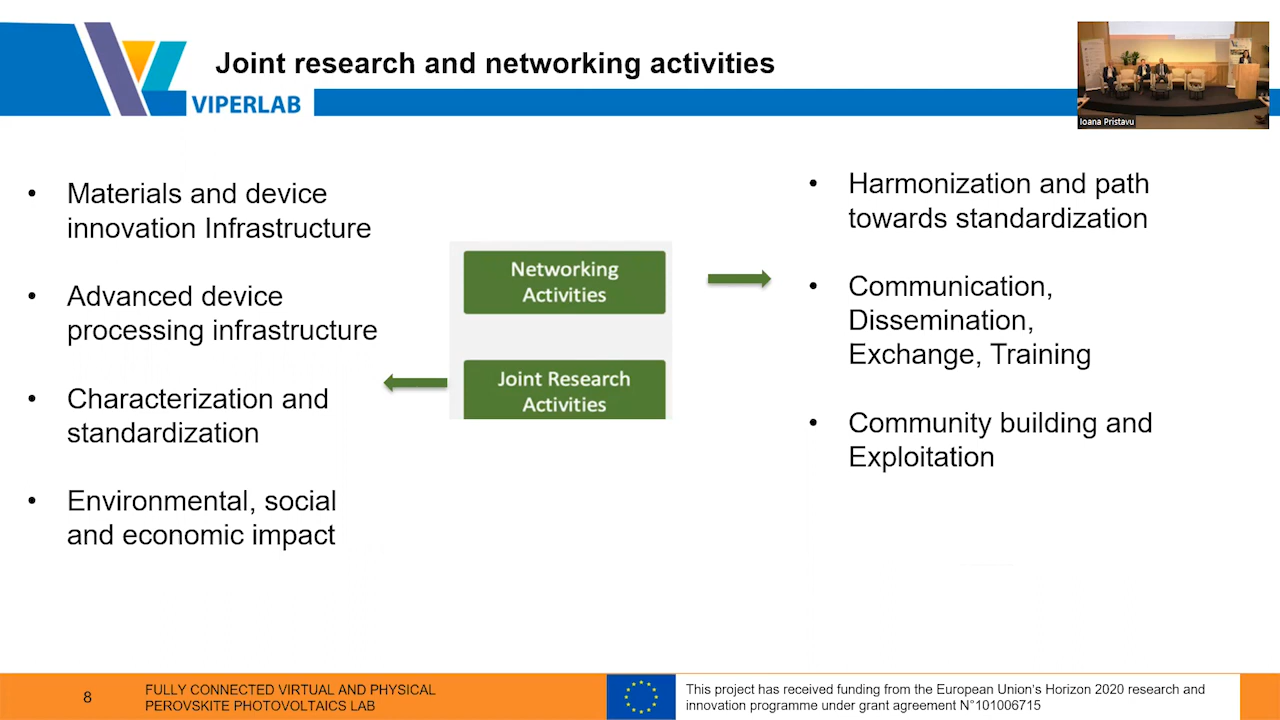 Joint research and networking activities
VIPERLAB
Ioana Pristavu
• Materials and device
innovation Infrastructure
• Advanced device
processing infrastructure
• Characterization and
standardization
• Environmental, social
and economic impact
Networking
Activities
Joint Research
Activities
• Harmonization and path
towards standardization
• Communication,
Dissemination,
Exchange, Training
• Community building and
Exploitation
8
FULLY CONNECTED VIRTUAL AND PHYSICAL
PEROVSKITE PHOTOVOLTAICS LAB
This project has received funding from the European Union's Horizon 2020 research and
innovation programme under grant agreement N°101006715